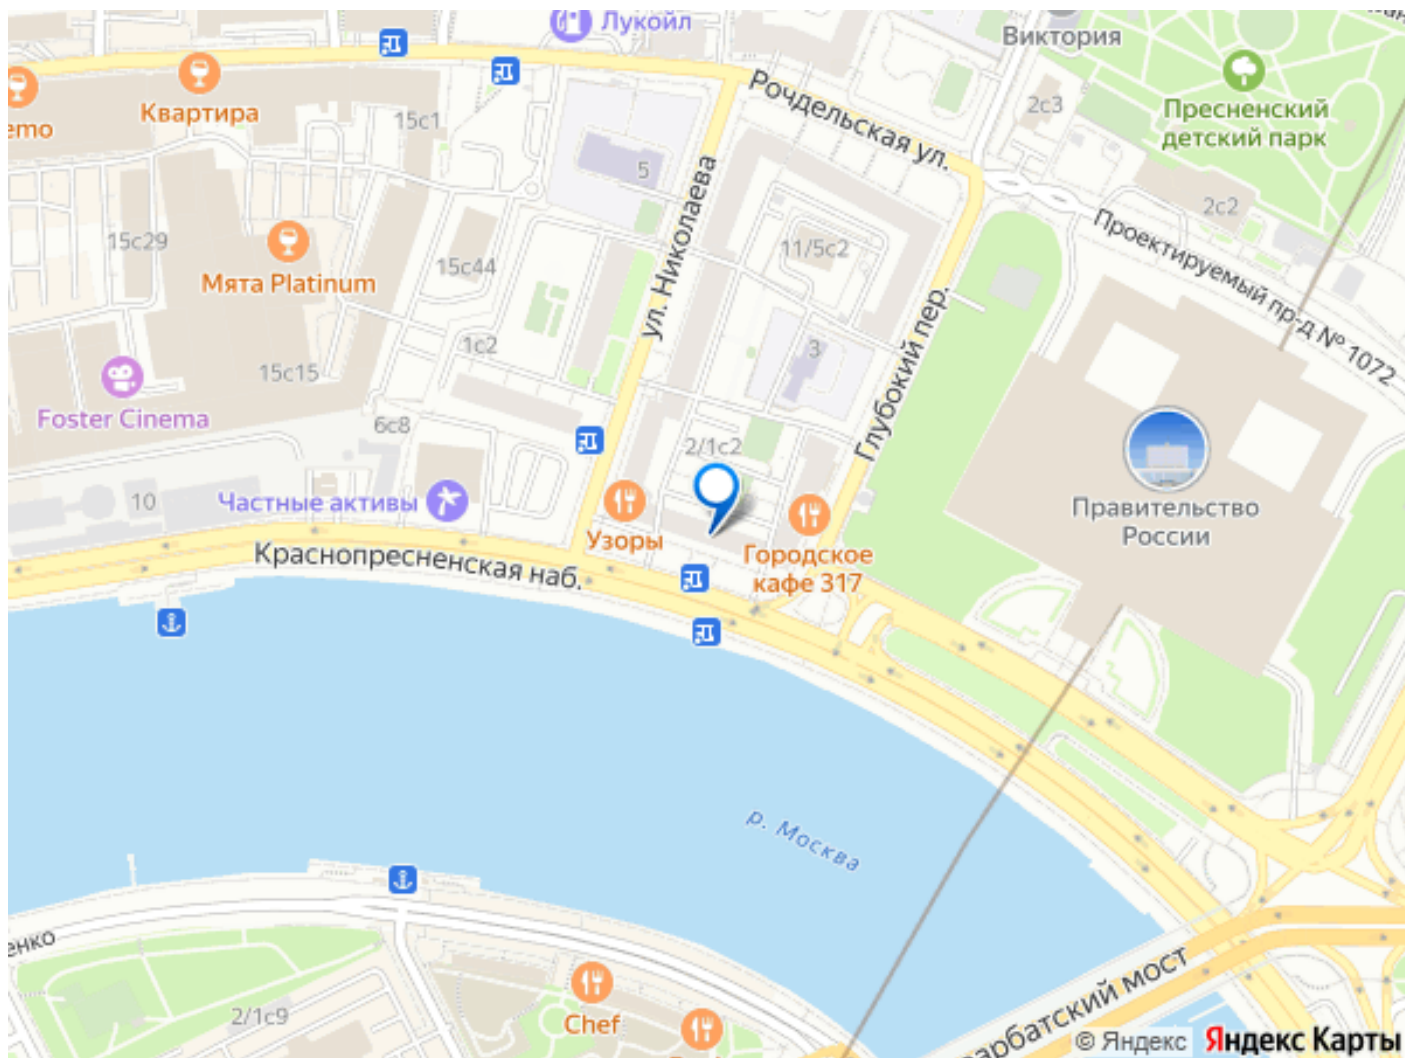 Лукойл
Виктория
Квартира
emo
15с1
Рочдельская ул.
2с3
Пресненский
детский парк
5
ул. Николаева
2с2
15с29
Мята Platinum
15с44
11/5с2
Проектируемый пр-д № 1072
1с2
3
15с15
Foster Cinema
Глубокий пер.
6с8
2/1с2
10
Частные активы
Узоры
Городское
кафе 317
Правительство
России
Краснопресненская наб.
р. Москва
енко
2/1с9
Chef
арбатский мост
© Яндекс
Яндекс Карты